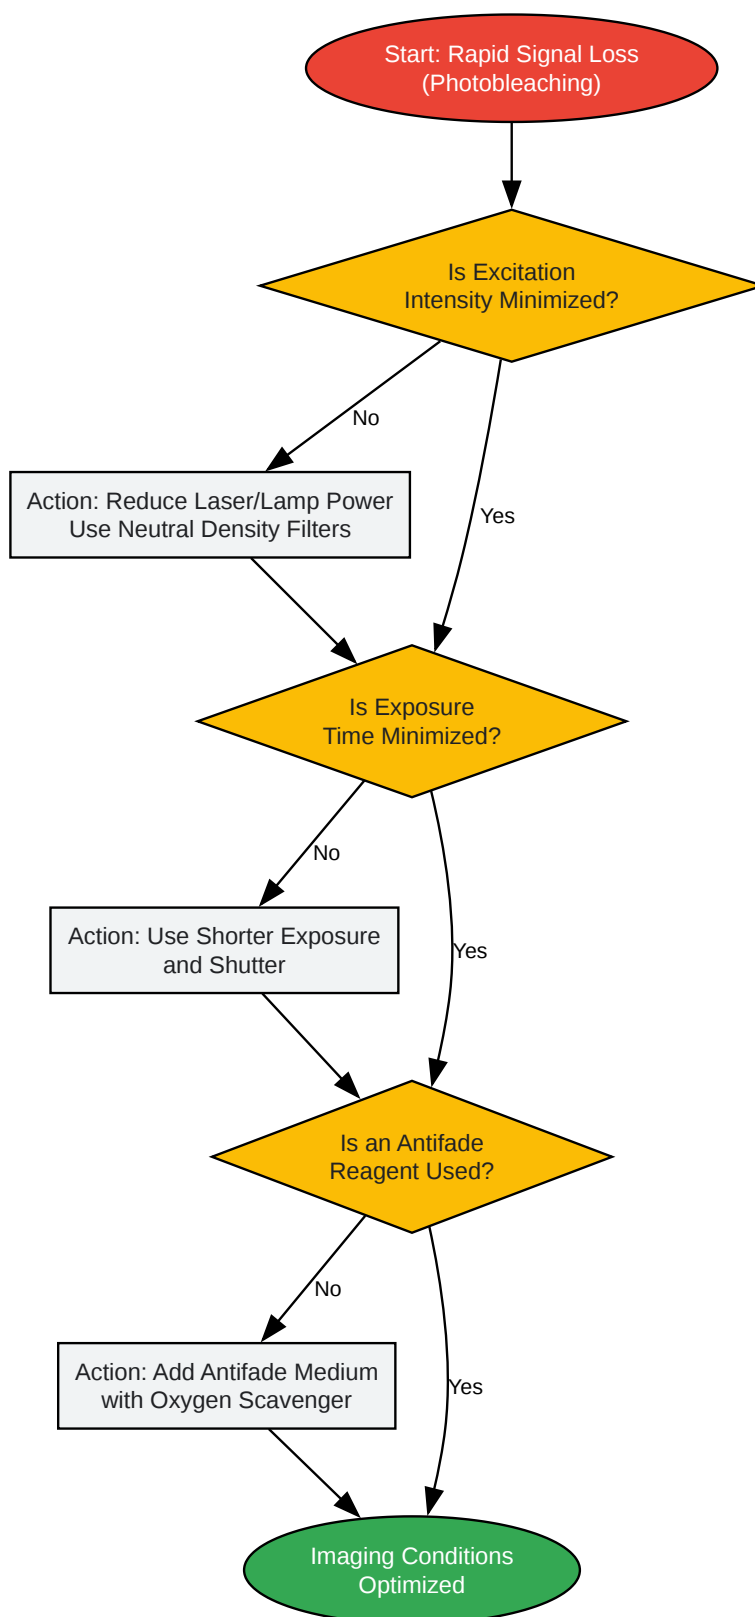 Start: Rapid Signal Loss
(Photobleaching)
Is Excitation
Intensity Minimized?
No
Action: Reduce Laser/Lamp Power
Use Neutral Density Filters
Yes
Is Exposure
Time Minimized?
No
Action: Use Shorter Exposure
and Shutter
Yes
Is an Antifade
Reagent Used?
No
Action: Add Antifade Medium
with Oxygen Scavenger
Yes
Imaging Conditions
Optimized